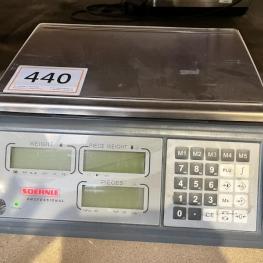 440
WEIGHT
PIECE WEIGHT
SOEHNLE
PROFESSIONAL
PIECES
M1 M2 M3 M4 M5
7 8 9 PLU
4 5 6
1 2 3 M+
0 . CE